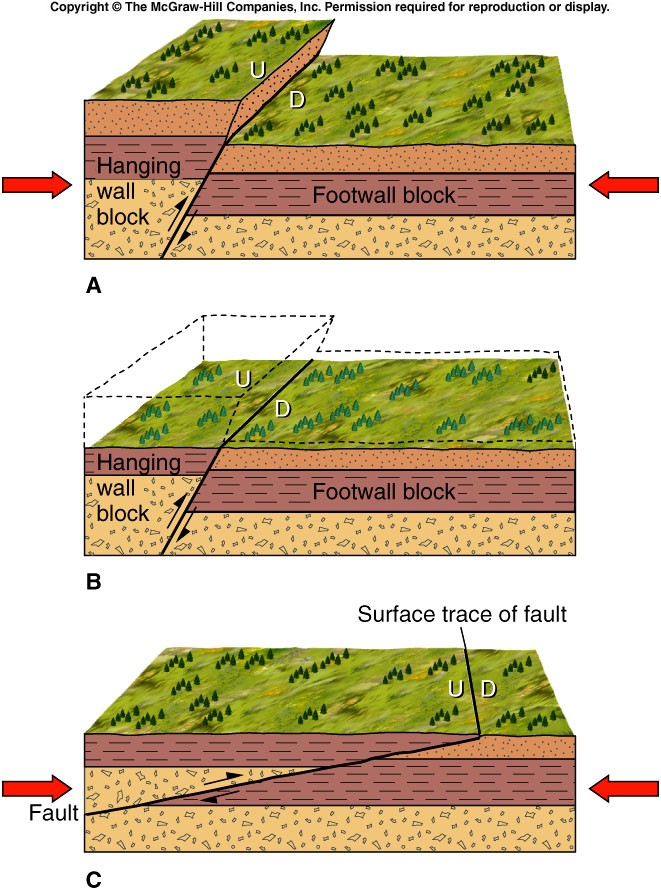 Copyright © The McGraw-Hill Companies, Inc. Permission required for reproduction or display.
U
D
Hanging
wall
block
Footwall block
A
U
D
Hanging
wall
block
Footwall block
B
Surface trace of fault
U
D
Fault
C